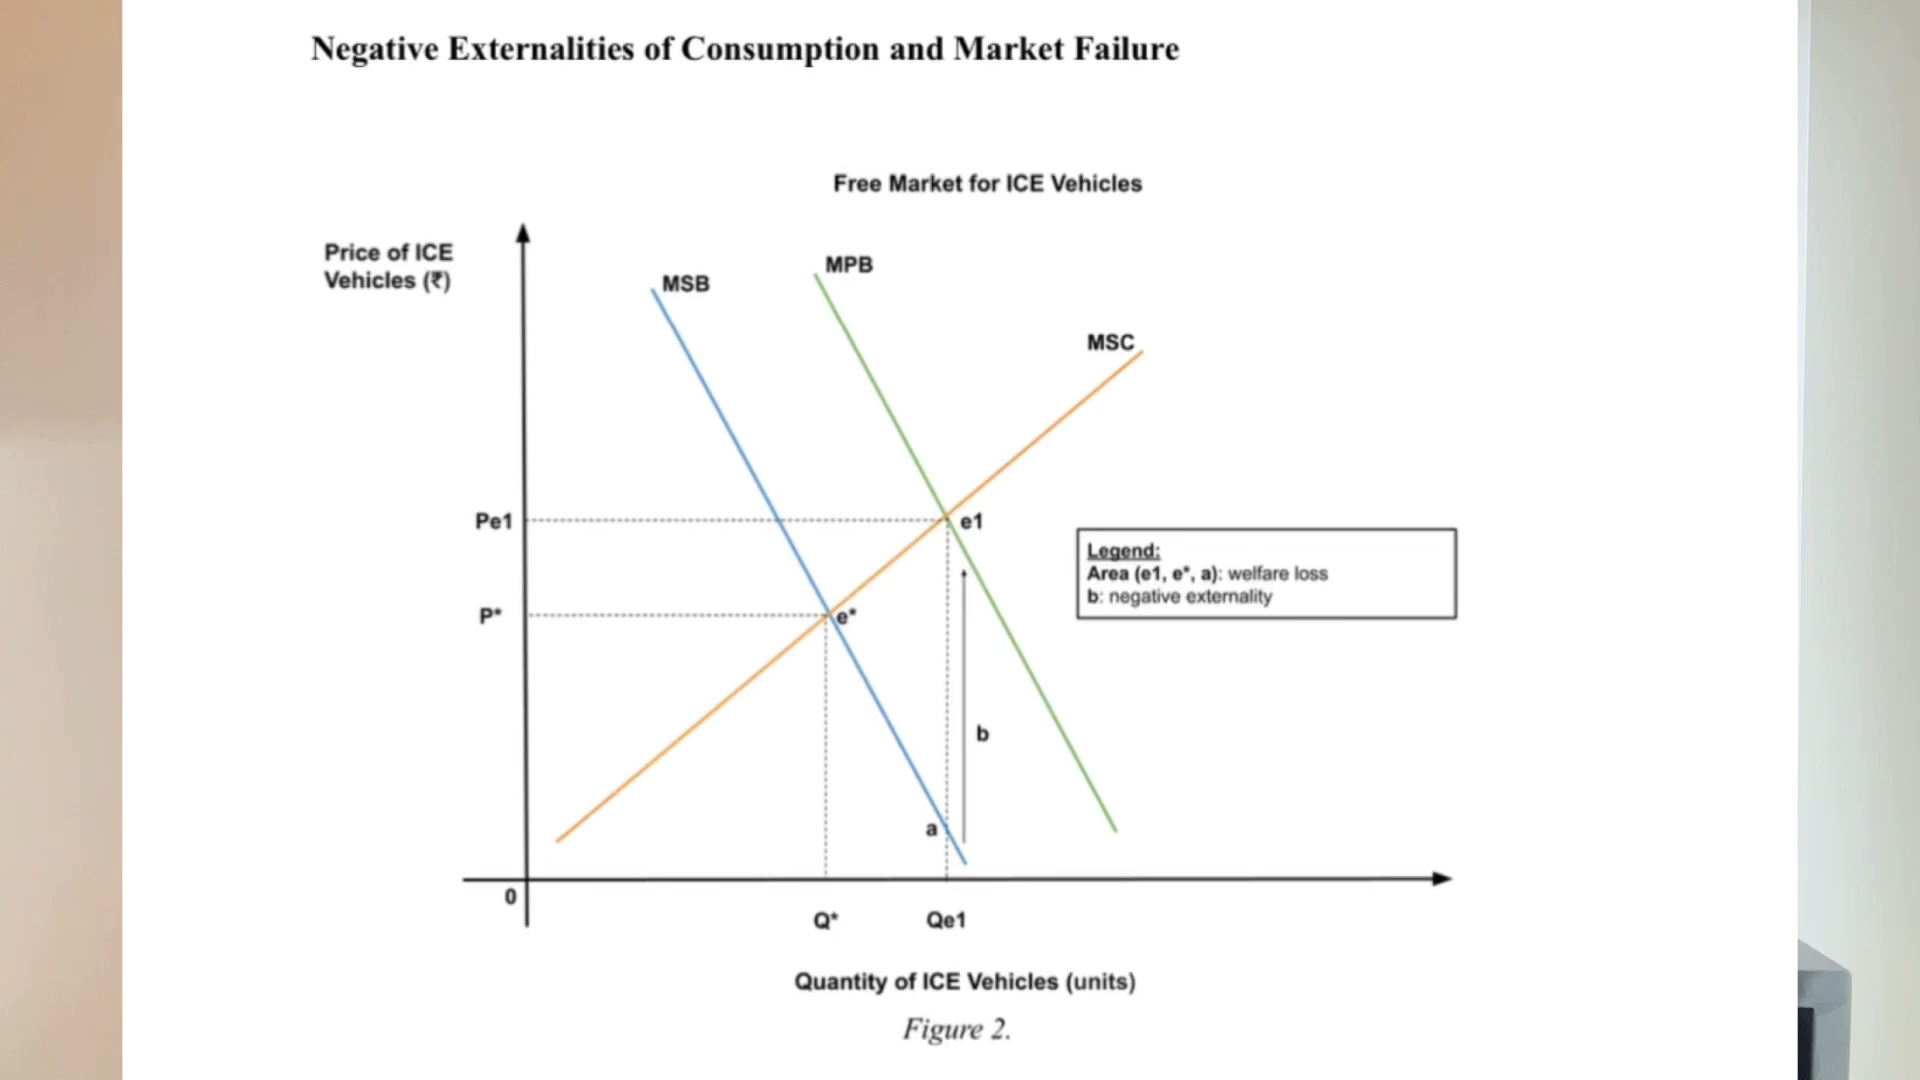 Negative Externalities of Consumption and Market Failure
Free Market for ICE Vehicles
Price of ICE
Vehicles (₹)
MSB
MPB
MSC
Pe1
e1
Legend:
Area (e1, e*, a): welfare loss
b: negative externality
P*
e*
b
a
0
Q*
Qe1
Quantity of ICE Vehicles (units)
Figure 2.